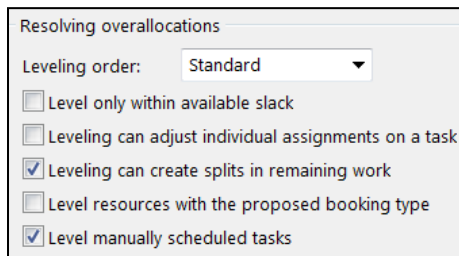 Resolving overallocations
Leveling order: Standard
Level only within available slack
Leveling can adjust individual assignments on a task
Leveling can create splits in remaining work
Level resources with the proposed booking type
Level manually scheduled tasks